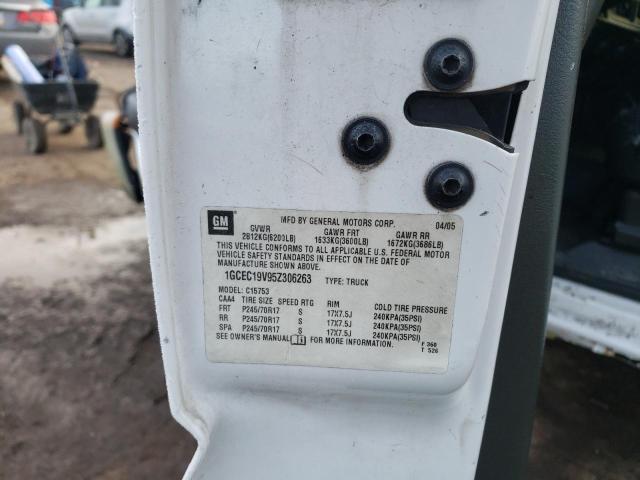 GM
MFD BY GENERAL MOTORS CORP. 04/05
GVWR GAWR FRT GAWR RR
2812KG(6200LB) 1633KG(3600LB) 1672KG(3686LB)
THIS VEHICLE CONFORMS TO ALL APPLICABLE U.S. FEDERAL MOTOR
VEHICLE SAFETY STANDARDS IN EFFECT ON THE DATE OF
MANUFACTURE SHOWN ABOVE.
1GCEC19V95Z306263 TYPE: TRUCK
MODEL: C15753
CAA4 TIRE SIZE SPEED RTG RIM COLD TIRE PRESSURE
FRT P245/70R17 S 17X7.5J 240KPA(35PSI)
RR P245/70R17 S 17X7.5J 240KPA(35PSI)
SPA P245/70R17 S 17X7.5J 240KPA(35PSI)
SEE OWNER'S MANUAL FOR MORE INFORMATION.
F 360
T 526